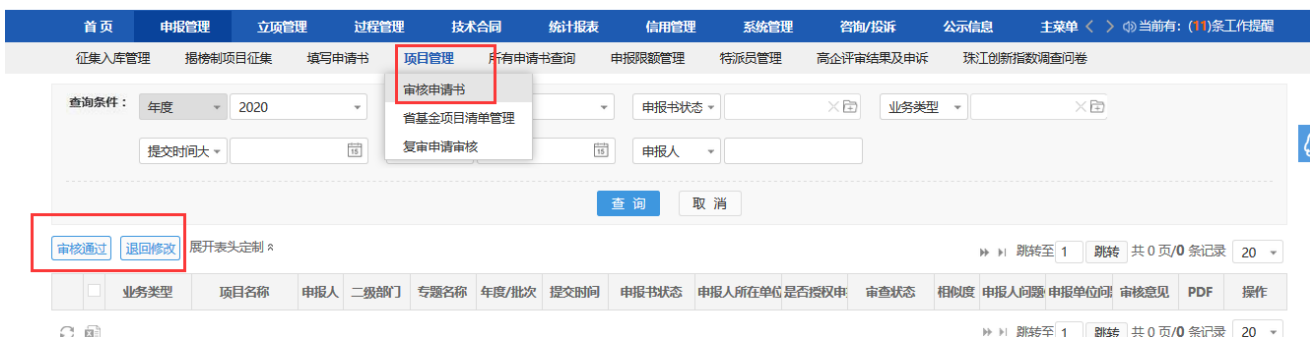 首页 申报管理 立项管理 过程管理 技术合同 统计报表 信用管理 系统管理 咨询/投诉 公示信息 主菜单 当前有：(11)条工作提醒
征集入库管理 揭榜制项目征集 填写申请书 项目管理 所有申请书查询 申报限额管理 特派员管理 高企评审结果及申诉 珠江创新指数调查问卷
审核申请书
省基金项目清单管理
复审申请审核
查询条件： 年度 2020 申报书状态 业务类型
提交时间大 15 15 申报人
查 询 取 消
审核通过 退回修改 展开表头定制 跳转至 1 跳转 共 0 页/0 条记录 20
业务类型 项目名称 申报人 二级部门 专题名称 年度/批次 提交时间 申报书状态 申报人所在单位 是否授权申 审查状态 相似度 申报人问题 申报单位问 审核意见 PDF 操作
跳转至 1 跳转 共 0 页/0 条记录 20